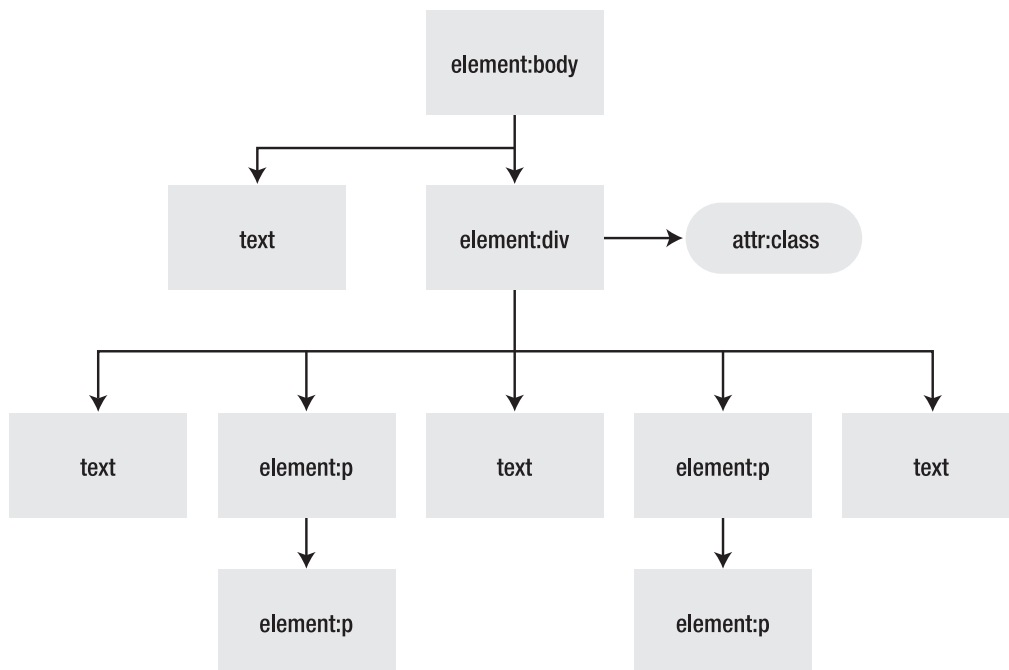 element:body
text
element:div
attr:class
text
element:p
text
element:p
text
element:p
element:p